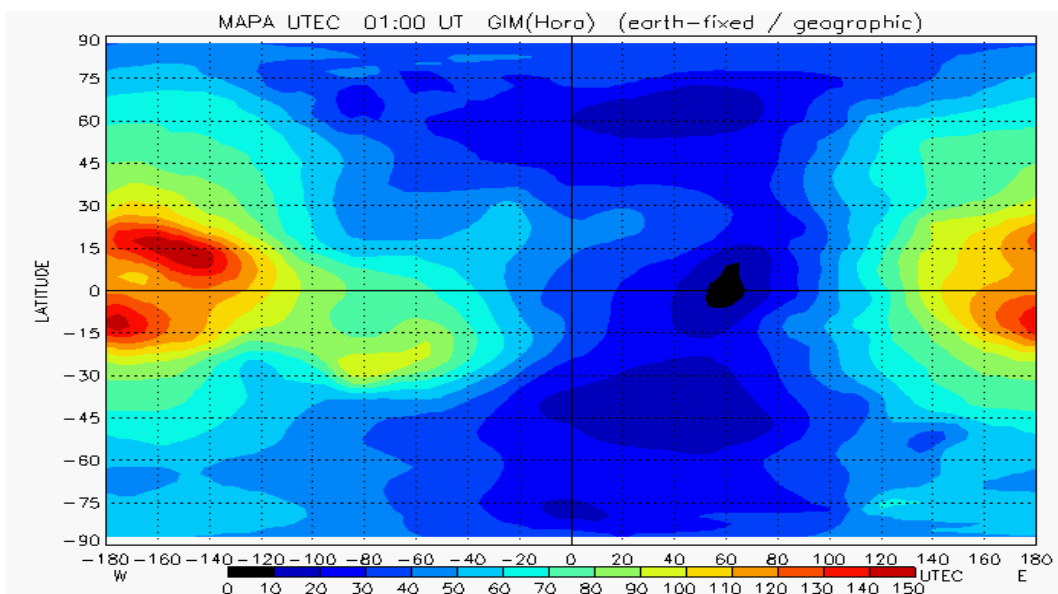 MAPA UTEC 01:00 UT GIM(Hora) (earth-fixed / geographic)
90
75
60
45
30
15
0
-15
-30
-45
-60
-75
-90
LATITUDE
-180 -160 -140 -120 -100 -80 -60 -40 -20 0 20 40 60 80 100 120 140 160 180
W UTEC E
0 10 20 30 40 50 60 70 80 90 100 110 120 130 140 150